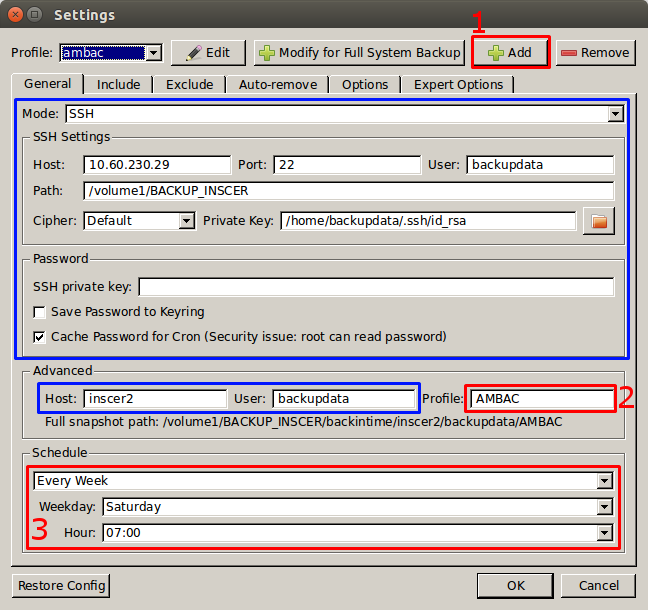 Settings
1
Profile: ambac Edit Modify for Full System Backup Add Remove
General Include Exclude Auto-remove Options Expert Options
Mode: SSH
SSH Settings
Host: 10.60.230.29 Port: 22 User: backupdata
Path: /volume1/BACKUP_INSCER
Cipher: Default Private Key: /home/backupdata/.ssh/id_rsa
Password
SSH private key:
Save Password to Keyring
Cache Password for Cron (Security issue: root can read password)
Advanced
Host: inscer2 User: backupdata Profile: AMBAC 2
Full snapshot path: /volume1/BACKUP_INSCER/backintime/inscer2/backupdata/AMBAC
Schedule
Every Week
Weekday: Saturday
3 Hour: 07:00
Restore Config OK Cancel